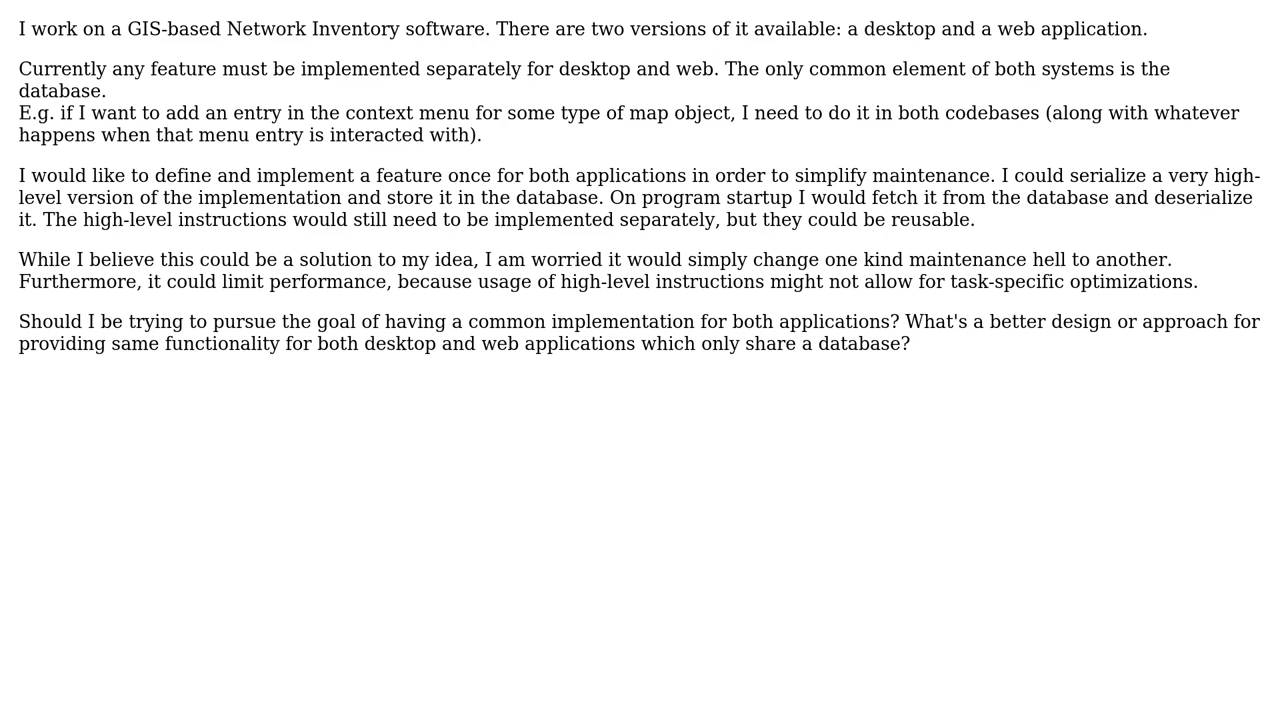 I work on a GIS-based Network Inventory software. There are two versions of it available: a desktop and a web application.
Currently any feature must be implemented separately for desktop and web. The only common element of both systems is the
database.
E.g. if I want to add an entry in the context menu for some type of map object, I need to do it in both codebases (along with whatever
happens when that menu entry is interacted with).
I would like to define and implement a feature once for both applications in order to simplify maintenance. I could serialize a very high-
level version of the implementation and store it in the database. On program startup I would fetch it from the database and deserialize
it. The high-level instructions would still need to be implemented separately, but they could be reusable.
While I believe this could be a solution to my idea, I am worried it would simply change one kind maintenance hell to another.
Furthermore, it could limit performance, because usage of high-level instructions might not allow for task-specific optimizations.
Should I be trying to pursue the goal of having a common implementation for both applications? What's a better design or approach for
providing same functionality for both desktop and web applications which only share a database?